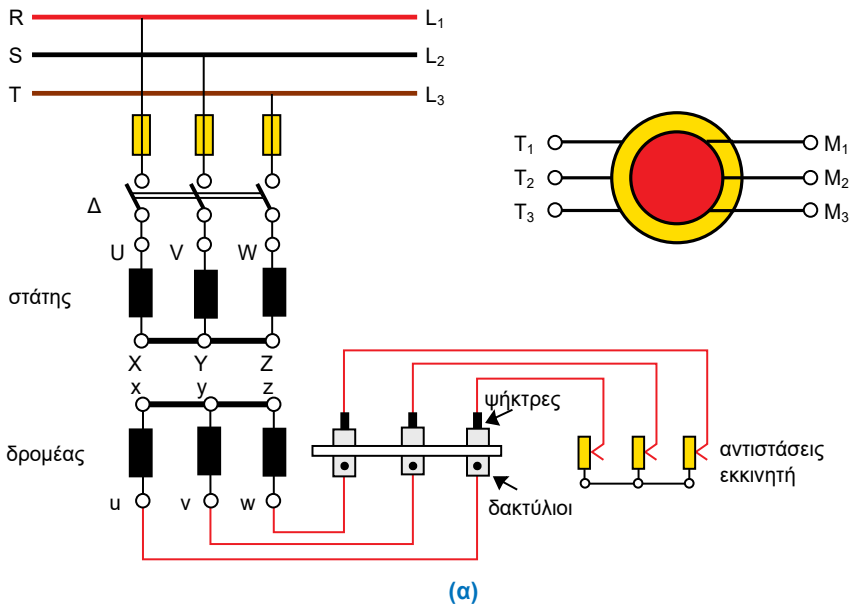 R L₁
S L₂
T L₃
T₁ M₁
T₂ M₂
T₃ M₃
Δ
U V W
στάτης
X Y Z
x y z
ψήκτρες
δρομέας
αντιστάσεις
εκκινητή
u v w
δακτύλιοι
(α)